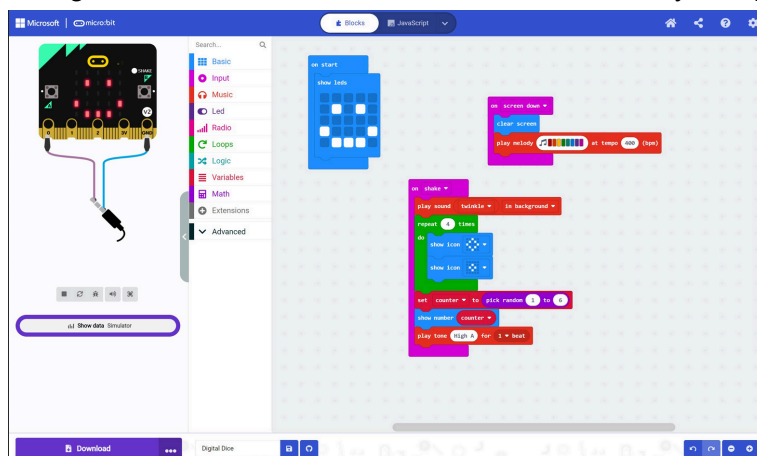 Microsoft
micro:bit
Blocks
JavaScript
SHAKE
V2
0
1
2
3V
GND
Show data Simulator
Download
Search...
Basic
Input
Music
Led
Radio
Loops
Logic
Variables
Math
Extensions
Advanced
on start
show leds
on screen down
clear screen
play melody at tempo 400 (bpm)
on shake
play sound twinkle in background
repeat 4 times
do
show icon
show icon
set counter to pick random 1 to 6
show number counter
play tone High A for 1 beat
Digital Dice